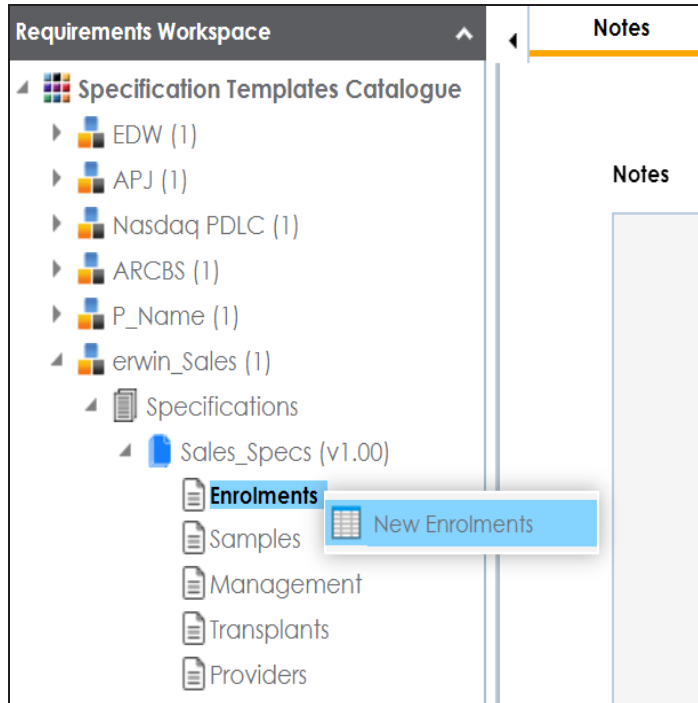 Requirements Workspace
Notes
Specification Templates Catalogue
EDW (1)
APJ (1)
Notes
Nasdaq PDLC (1)
ARCBS (1)
P_Name (1)
erwin_Sales (1)
Specifications
Sales_Specs (v1.00)
Enrolments
New Enrolments
Samples
Management
Transplants
Providers